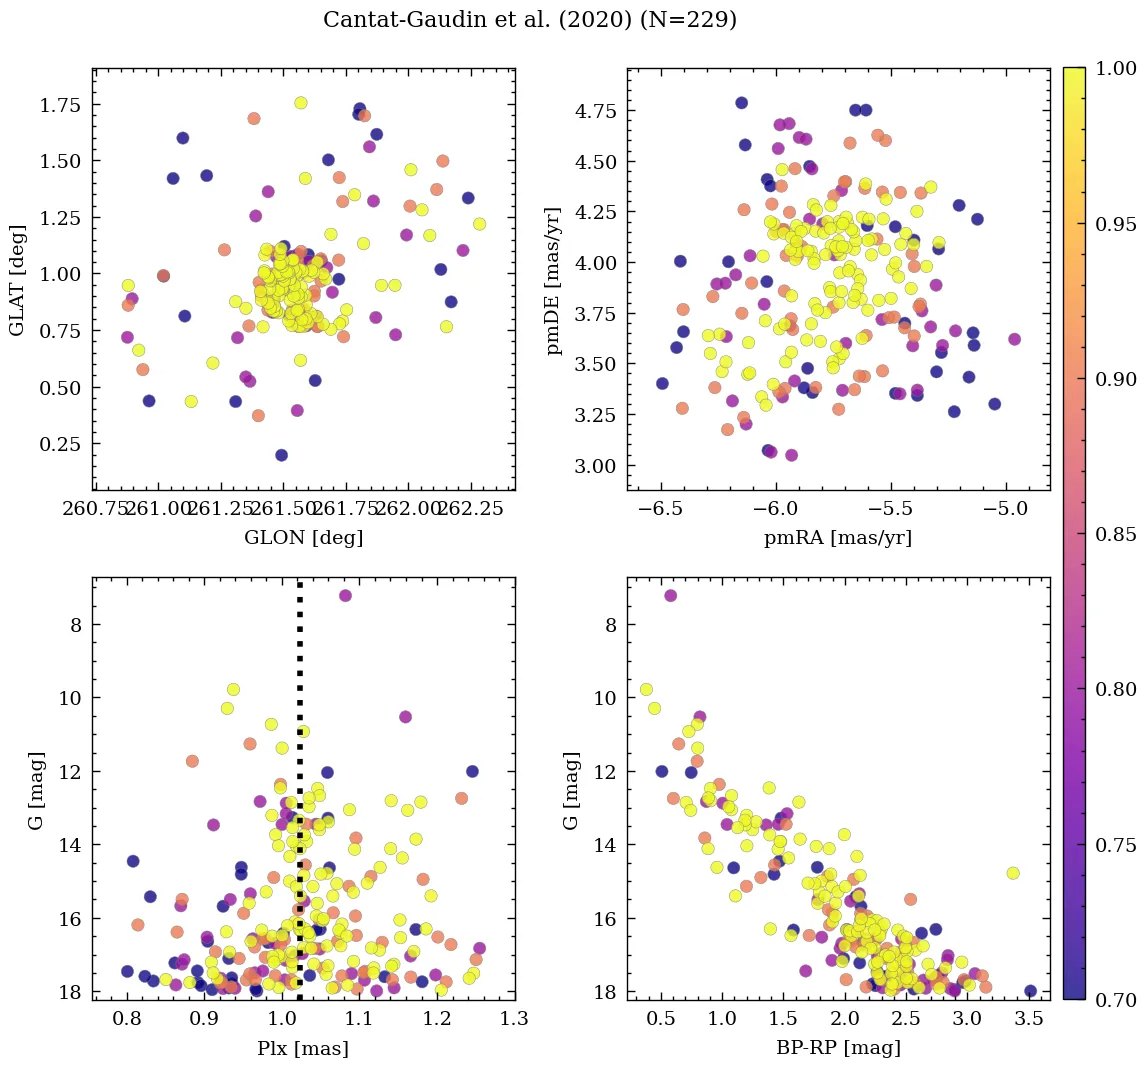 Cantat-Gaudin et al. (2020) (N=229)
1.75
1.50
1.25
1.00
0.75
0.50
0.25
GLAT [deg]
260.75 261.00 261.25 261.50 261.75 262.00 262.25
GLON [deg]
4.75
4.50
4.25
4.00
3.75
3.50
3.25
3.00
pmDE [mas/yr]
−6.5 −6.0 −5.5 −5.0
pmRA [mas/yr]
8
10
12
14
16
18
G [mag]
0.8 0.9 1.0 1.1 1.2 1.3
Plx [mas]
8
10
12
14
16
18
G [mag]
0.5 1.0 1.5 2.0 2.5 3.0 3.5
BP-RP [mag]
1.00
0.95
0.90
0.85
0.80
0.75
0.70